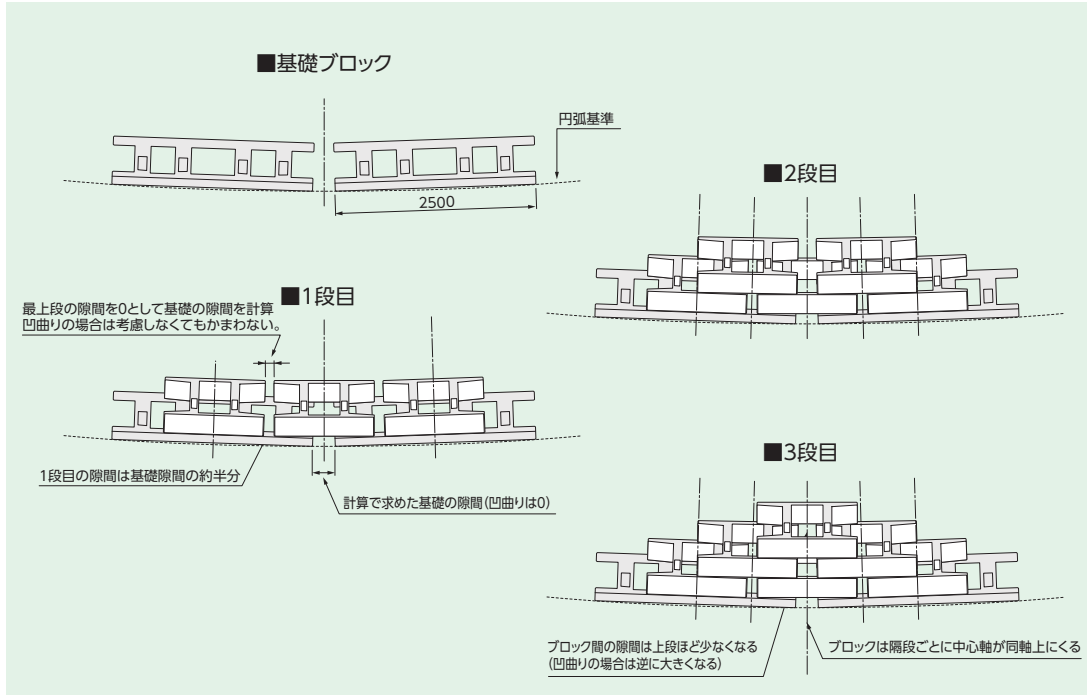 ■基礎ブロック
円弧基準
2500
■1段目
最上段の隙間を0として基礎の隙間を計算
凹曲りの場合は考慮しなくてもかまわない。
1段目の隙間は基礎隙間の約半分
計算で求めた基礎の隙間(凹曲りは0)
■2段目
■3段目
ブロック間の隙間は上段ほど少なくなる
(凹曲りの場合は逆に大きくなる)
ブロックは隔段ごとに中心軸が同軸上にくる